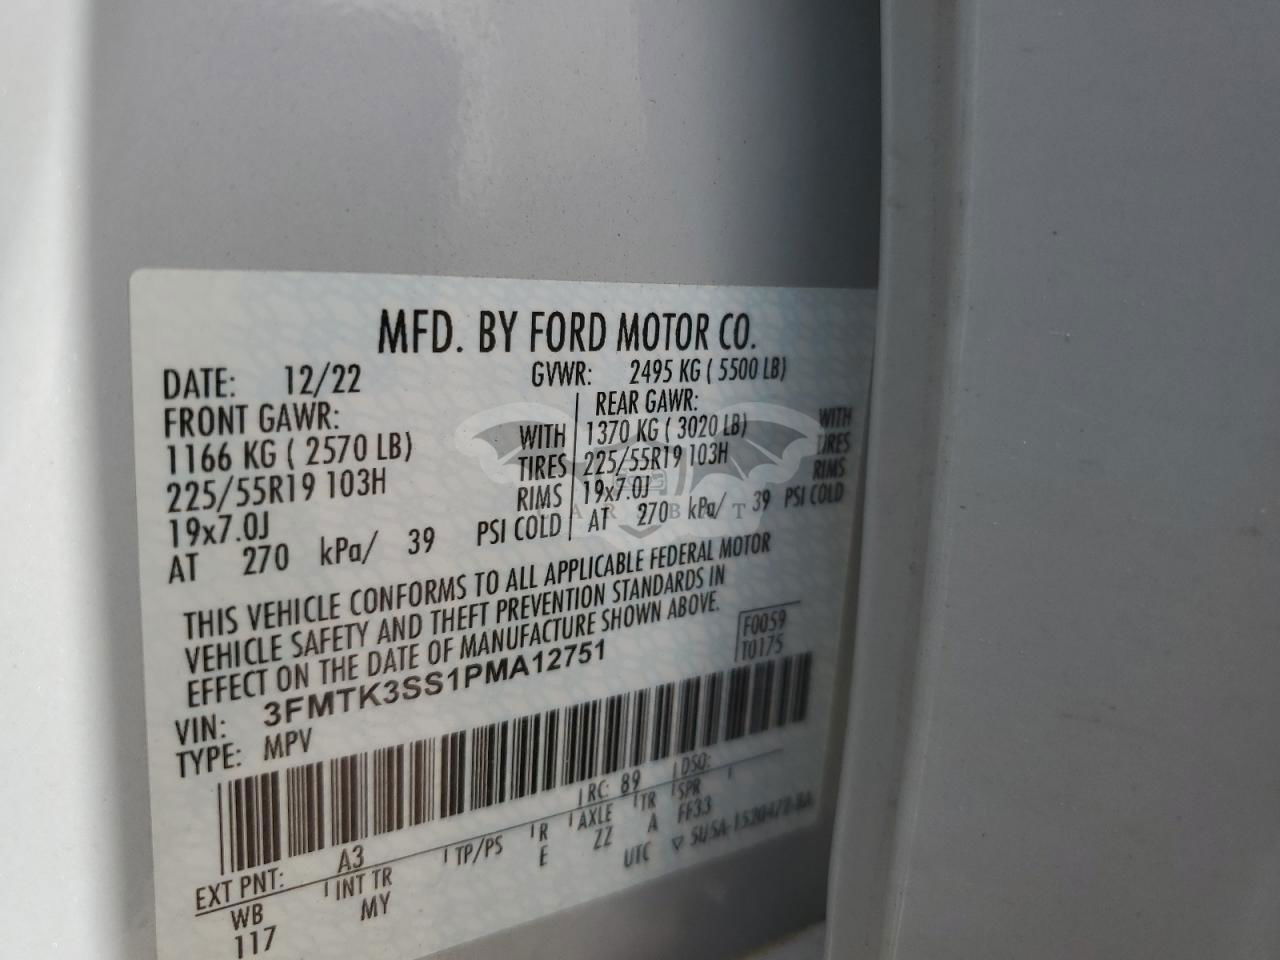 MFD. BY FORD MOTOR CO.
DATE: 12/22 GVWR: 2495 KG ( 5500 LB)
FRONT GAWR: REAR GAWR:
1166 KG ( 2570 LB) WITH 1370 KG ( 3020 LB) WITH
225/55R19 103H TIRES 225/55R19 103H TIRES
19x7.0J RIMS 19x7.0J RIMS
AT 270 kPa/ 39 PSI COLD AT 270 kPa/ 39 PSI COLD
THIS VEHICLE CONFORMS TO ALL APPLICABLE FEDERAL MOTOR
VEHICLE SAFETY AND THEFT PREVENTION STANDARDS IN
EFFECT ON THE DATE OF MANUFACTURE SHOWN ABOVE.
F0059
T0175
VIN: 3FMTK3SS1PMA12751
TYPE: MPV
EXT PNT: A3 RC: 89 DSO:
WB INT TR TP/PS R AXLE TR SPR
117 MY E ZZ A FF33
UTC